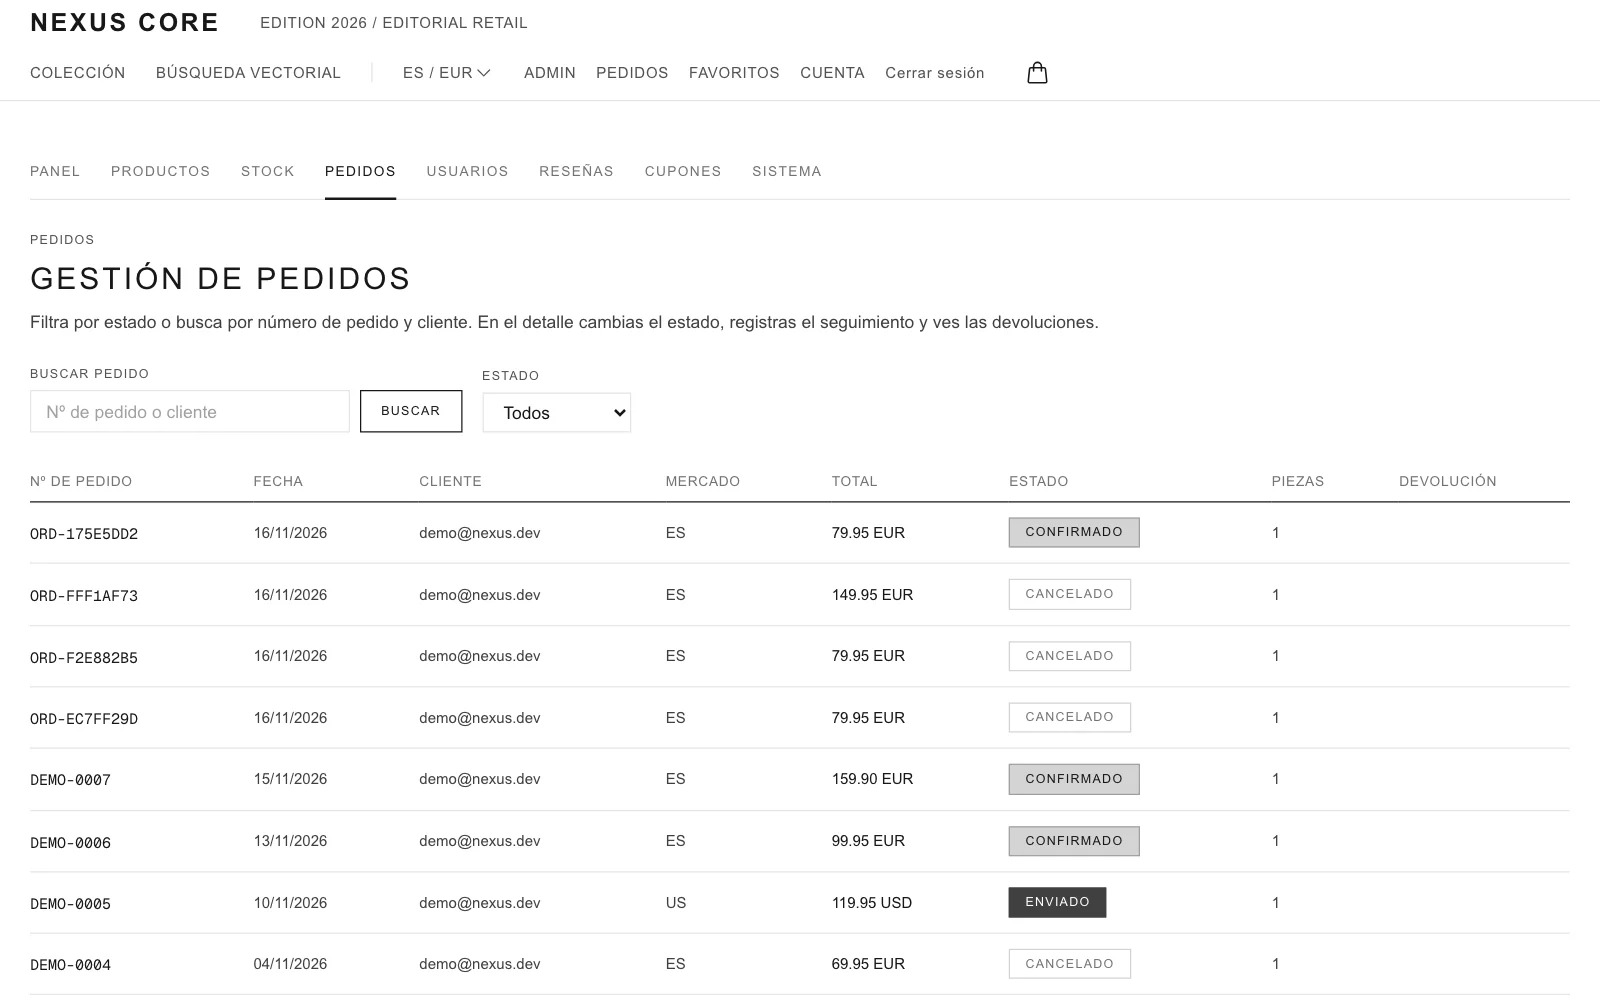 NEXUS CORE EDITION 2026 / EDITORIAL RETAIL
COLECCIÓN BÚSQUEDA VECTORIAL ES / EUR ADMIN PEDIDOS FAVORITOS CUENTA Cerrar sesión
PANEL PRODUCTOS STOCK PEDIDOS USUARIOS RESEÑAS CUPONES SISTEMA
PEDIDOS
GESTIÓN DE PEDIDOS
Filtra por estado o busca por número de pedido y cliente. En el detalle cambias el estado, registras el seguimiento y ves las devoluciones.
BUSCAR PEDIDO ESTADO
Nº de pedido o cliente BUSCAR Todos
Nº DE PEDIDO FECHA CLIENTE MERCADO TOTAL ESTADO PIEZAS DEVOLUCIÓN
ORD-175E5DD2 16/11/2026 demo@nexus.dev ES 79.95 EUR CONFIRMADO 1
ORD-FFF1AF73 16/11/2026 demo@nexus.dev ES 149.95 EUR CANCELADO 1
ORD-F2E882B5 16/11/2026 demo@nexus.dev ES 79.95 EUR CANCELADO 1
ORD-EC7FF29D 16/11/2026 demo@nexus.dev ES 79.95 EUR CANCELADO 1
DEMO-0007 15/11/2026 demo@nexus.dev ES 159.90 EUR CONFIRMADO 1
DEMO-0006 13/11/2026 demo@nexus.dev ES 99.95 EUR CONFIRMADO 1
DEMO-0005 10/11/2026 demo@nexus.dev US 119.95 USD ENVIADO 1
DEMO-0004 04/11/2026 demo@nexus.dev ES 69.95 EUR CANCELADO 1